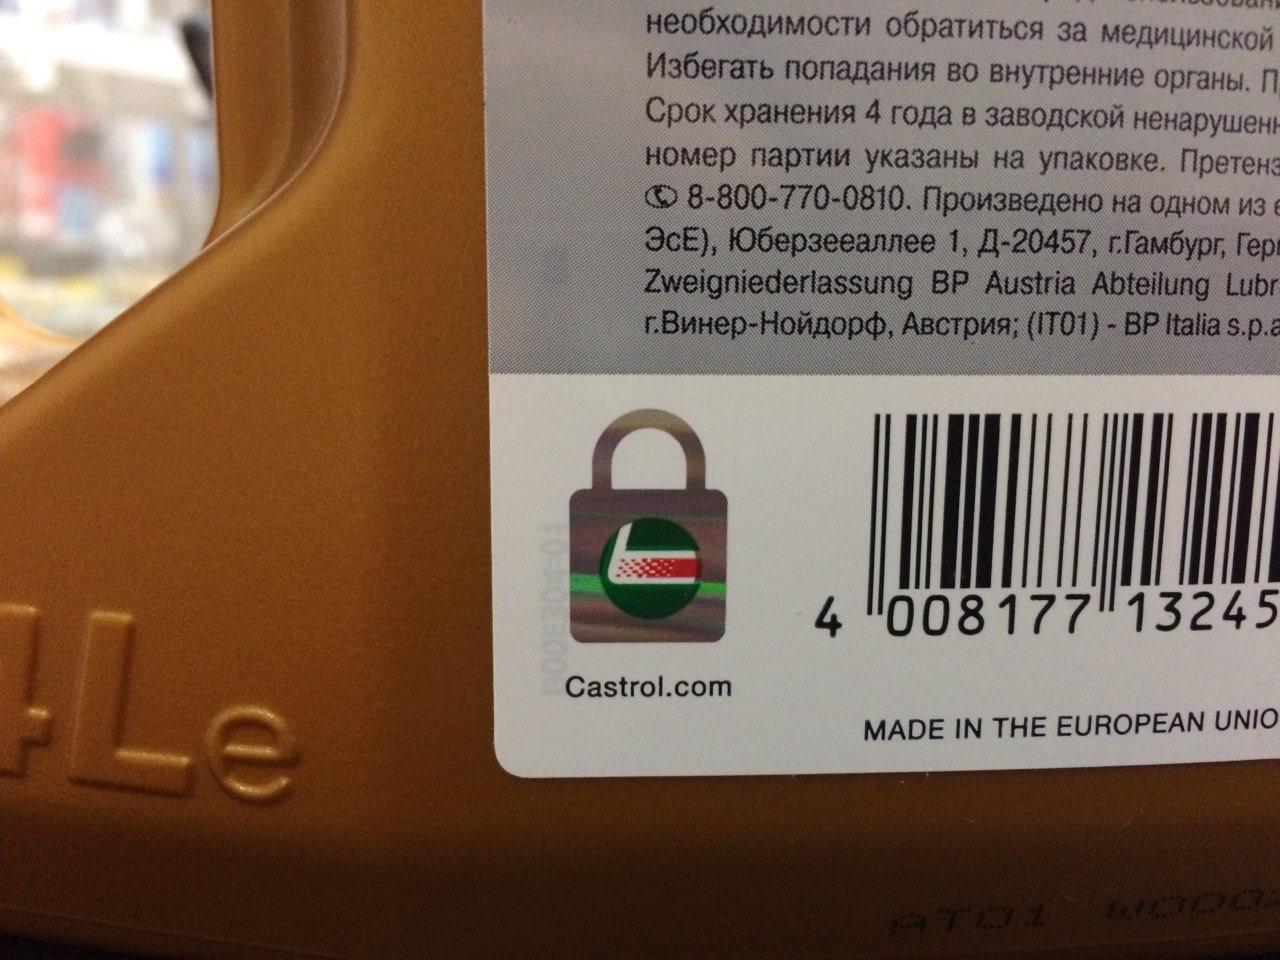 необходимости обратиться за медицинской
Избегать попадания во внутренние органы.
Срок хранения 4 года в заводской ненарушенн
номер партии указаны на упаковке. Претенз
8-800-770-0810. Произведено на одном из
ЭсЕ), Юберзееаллее 1, Д-20457, г.Гамбург, Гер
Zweigniederlassung BP Austria Abteilung Lubr
г.Винер-Нойдорф, Австрия; (IT01) - BP Italia s.p.a
4 008177 13245
Castrol.com
MADE IN THE EUROPEAN UNIO
4Le
AT01